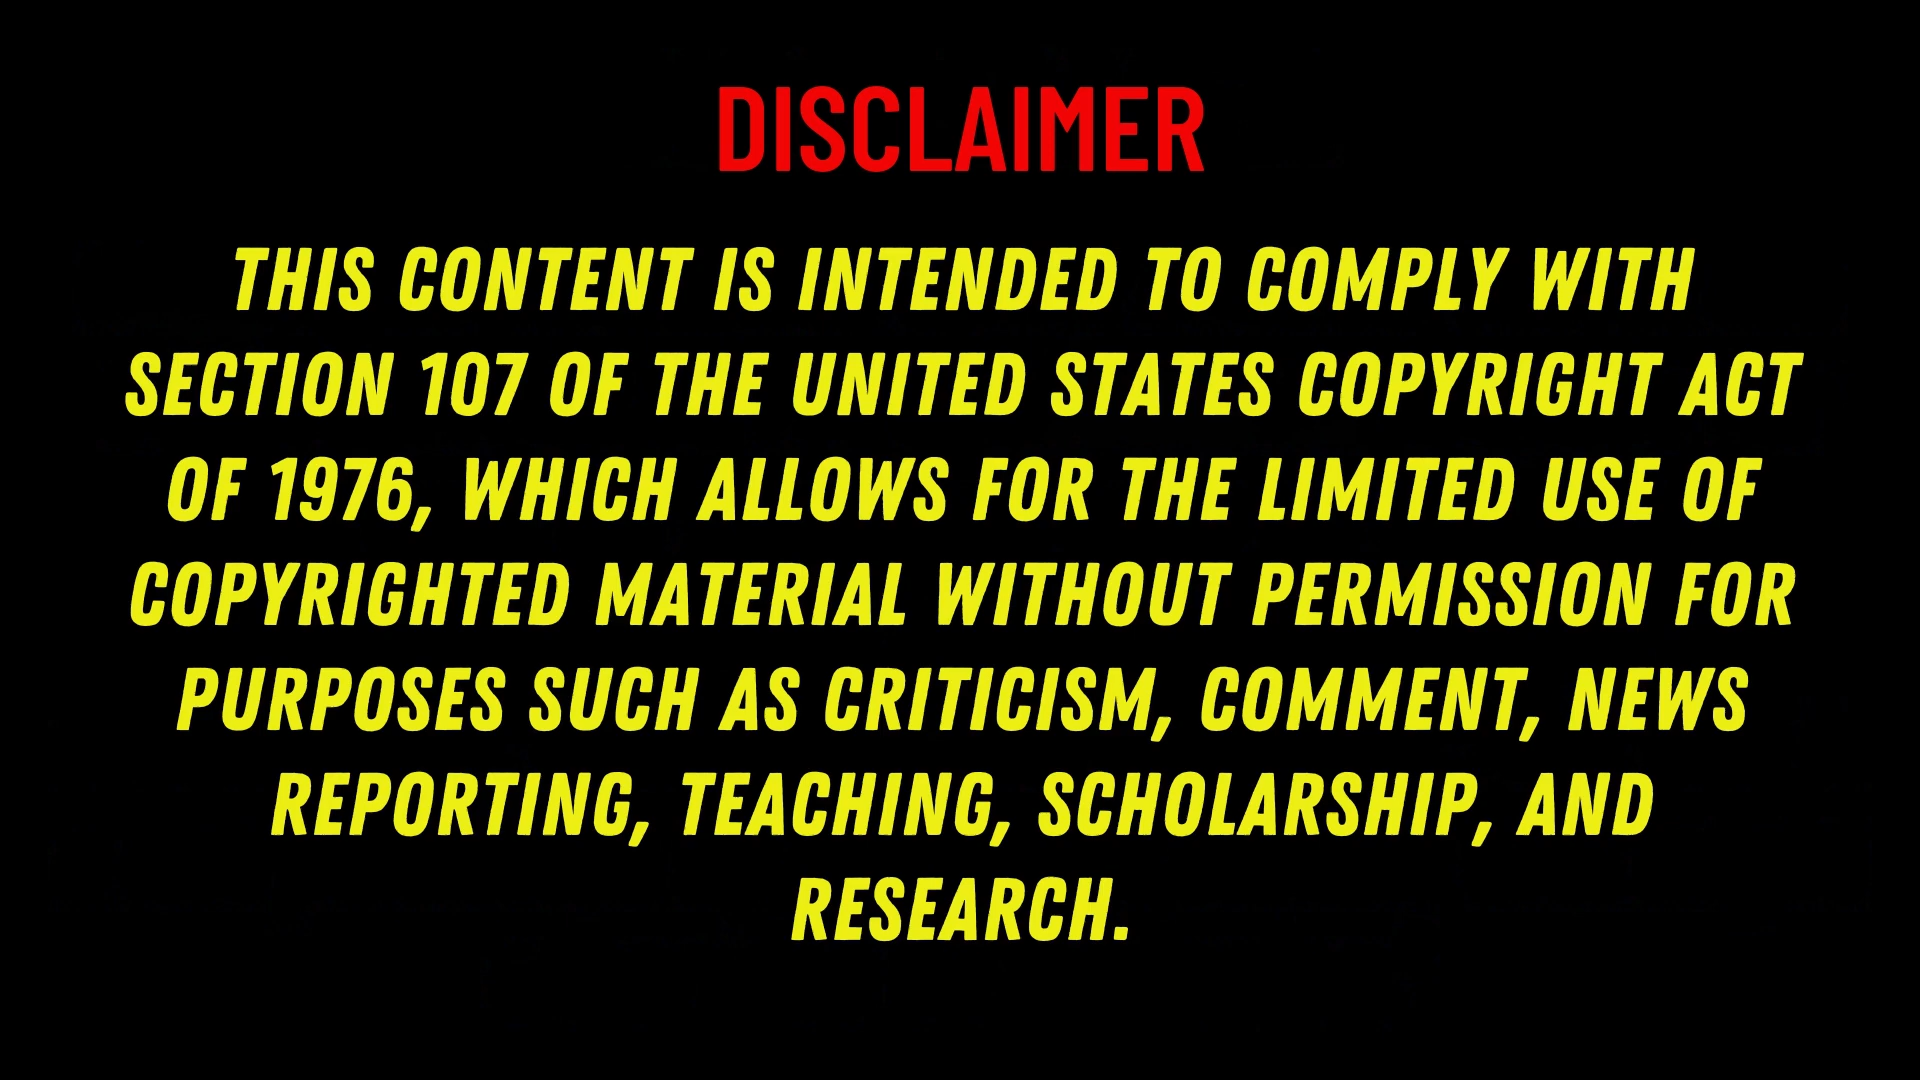 DISCLAIMER
THIS CONTENT IS INTENDED TO COMPLY WITH
SECTION 107 OF THE UNITED STATES COPYRIGHT ACT
OF 1976, WHICH ALLOWS FOR THE LIMITED USE OF
COPYRIGHTED MATERIAL WITHOUT PERMISSION FOR
PURPOSES SUCH AS CRITICISM, COMMENT, NEWS
REPORTING, TEACHING, SCHOLARSHIP, AND
RESEARCH.